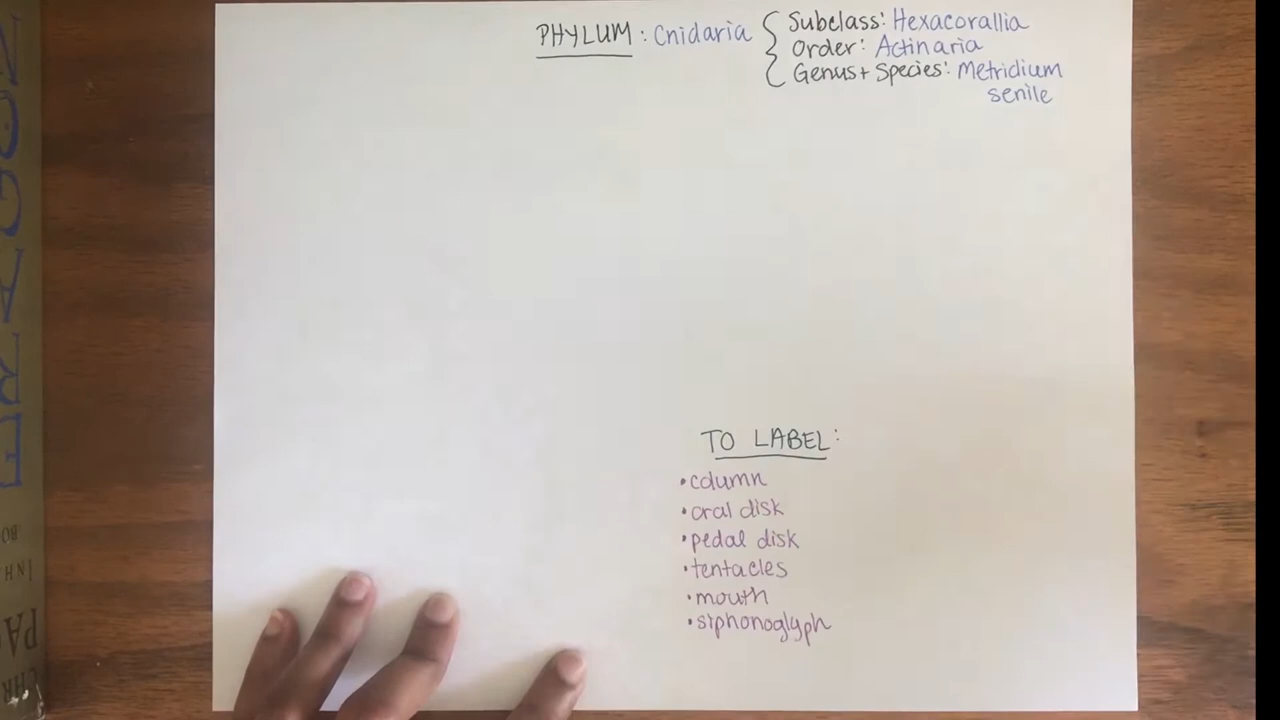 PHYLUM: Cnidaria { Subclass: Hexacorallia
Order: Actinaria
Genus + Species: Metridium
senile
TO LABEL:
• column
• oral disk
• pedal disk
• tentacles
• mouth
• siphonoglyph